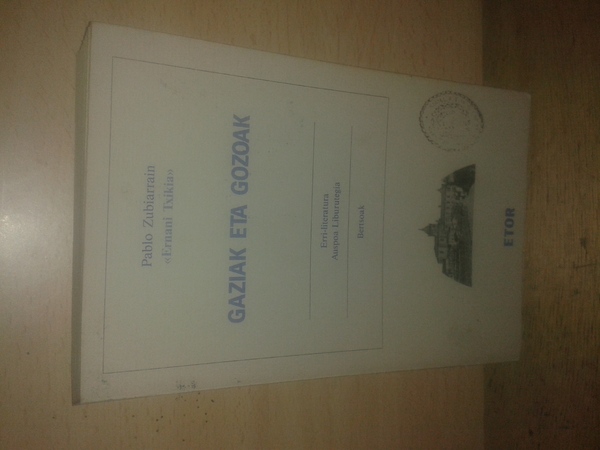 Pablo Zubiarrain
«Ernani Txikia»
GAZIAK ETA GOZOAK
Erri-literatura
Auspoa Liburutegia
Bertsoak
ETOR